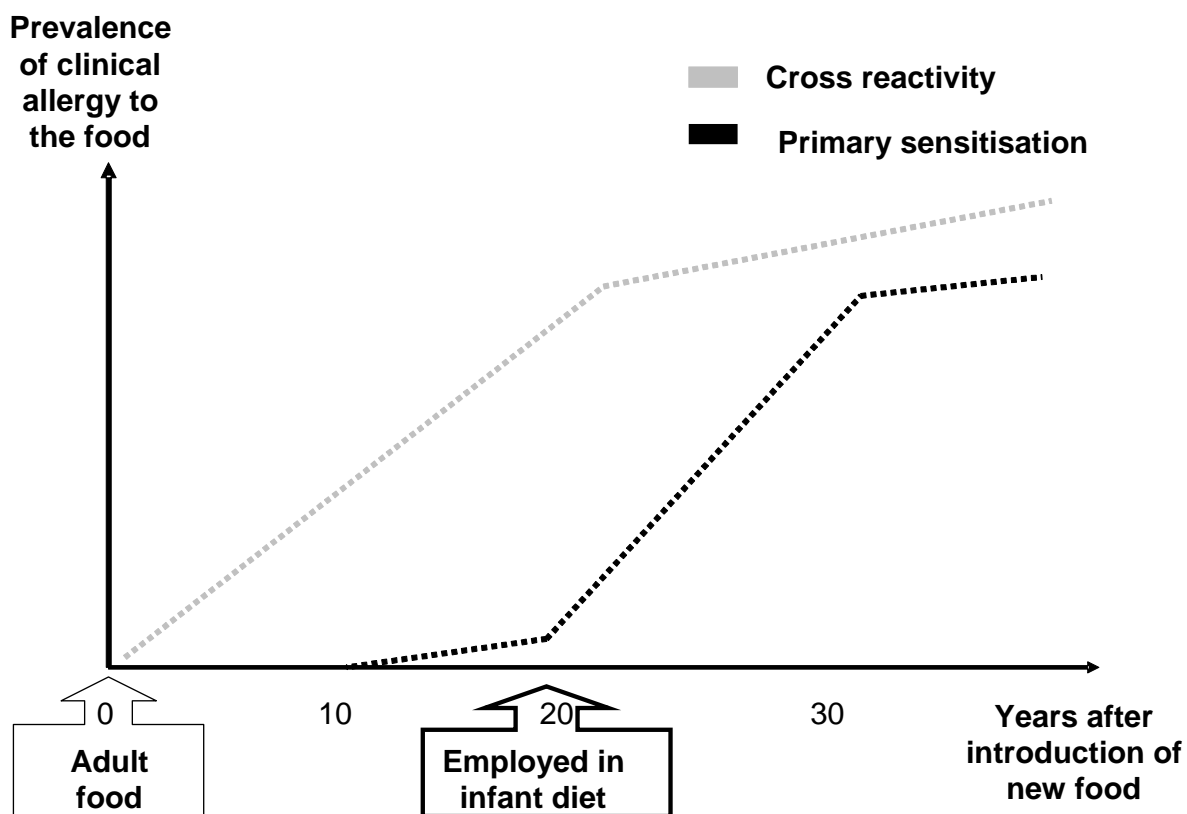 Prevalence
of clinical
allergy to
the food
Cross reactivity
Primary sensitisation
0
10
20
30
Years after
introduction of
new food
Adult
food
Employed in
infant diet